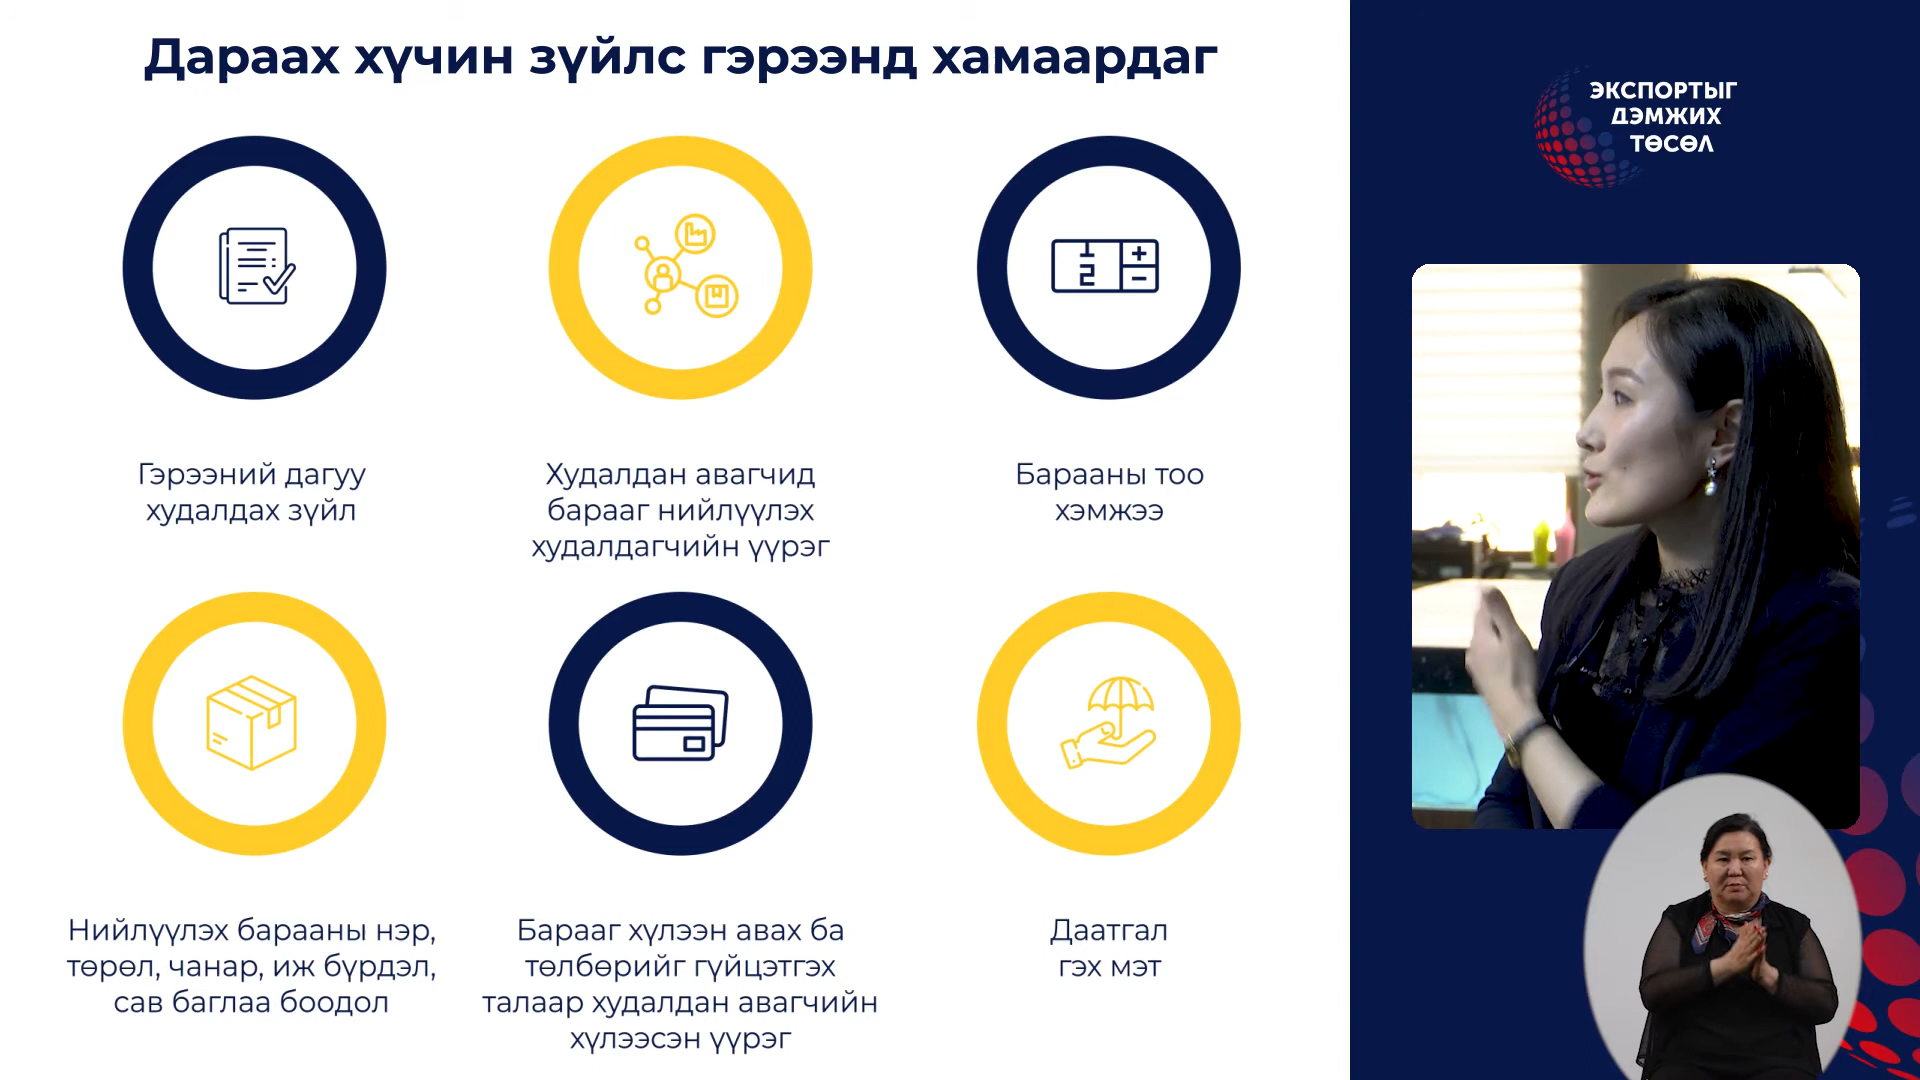 Дараах хүчин зүйлс гэрээнд хамаардаг
ЭКСПОРТЫГ
ДЭМЖИХ
ТӨСӨЛ
1
2
Гэрээний дагуу
худалдах зүйл
Худалдан авагчид
барааг нийлүүлэх
худалдагчийн үүрэг
Барааны тоо
хэмжээ
Нийлүүлэх барааны нэр,
төрөл, чанар, иж бүрдэл,
сав баглаа боодол
Барааг хүлээн авах ба
төлбөрийг гүйцэтгэх
талаар худалдан авагчийн
хүлээсэн үүрэг
Даатгал
гэх мэт